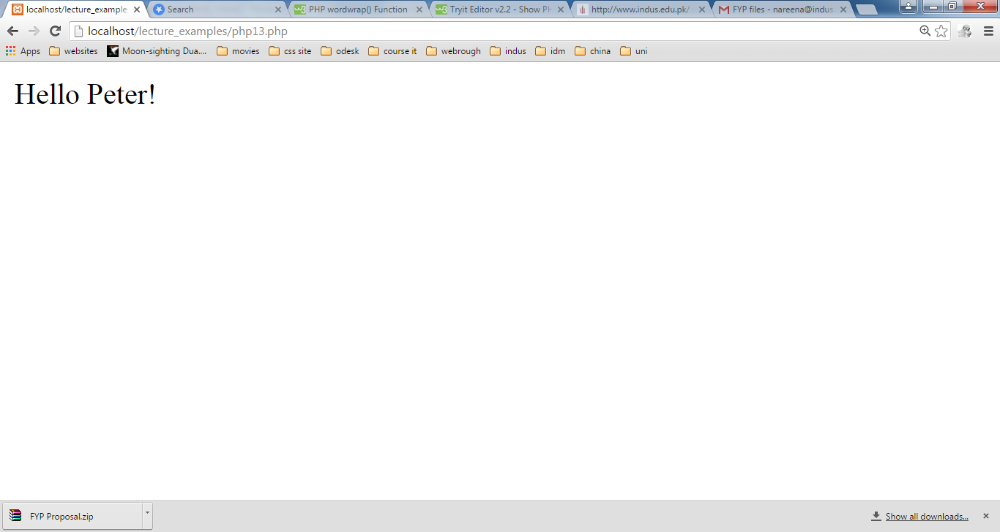 localhost/lecture_example
Search
PHP wordwrap() Function
Tryit Editor v2.2 - Show PH
http://www.indus.edu.pk/
FYP files - nareena@indus.
localhost/lecture_examples/php13.php
Apps websites Moon-sighting Dua.... movies css site odesk course it webrough indus idm china uni
Hello Peter!
FYP Proposal.zip
Show all downloads...